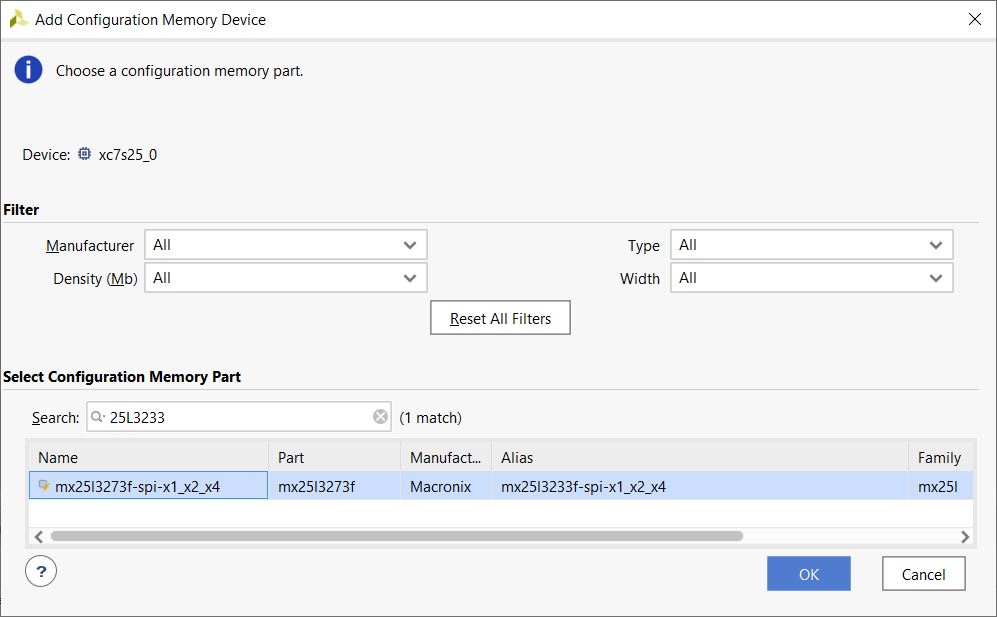 Add Configuration Memory Device
Choose a configuration memory part.
Device: xc7s25_0
Filter
Manufacturer All Type All
Density (Mb) All Width All
Reset All Filters
Select Configuration Memory Part
Search: 25L3233 (1 match)
Name Part Manufact... Alias Family
mx25l3273f-spi-x1_x2_x4 mx25l3273f Macronix mx25l3233f-spi-x1_x2_x4 mx25l
? OK Cancel